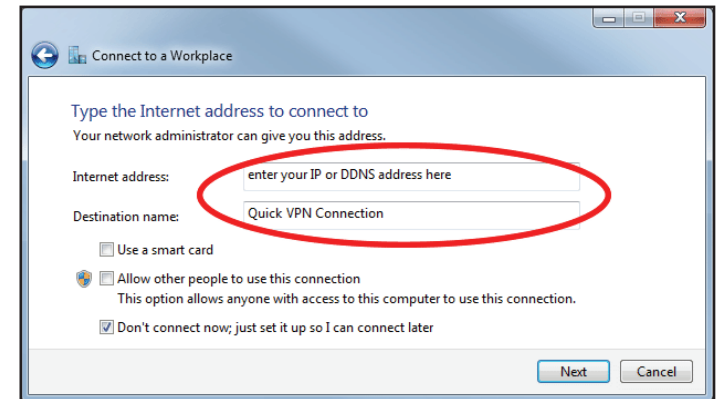 Connect to a Workplace
Type the Internet address to connect to
Your network administrator can give you this address.
Internet address: enter your IP or DDNS address here
Destination name: Quick VPN Connection
Use a smart card
Allow other people to use this connection
This option allows anyone with access to this computer to use this connection.
Don't connect now; just set it up so I can connect later
Next Cancel